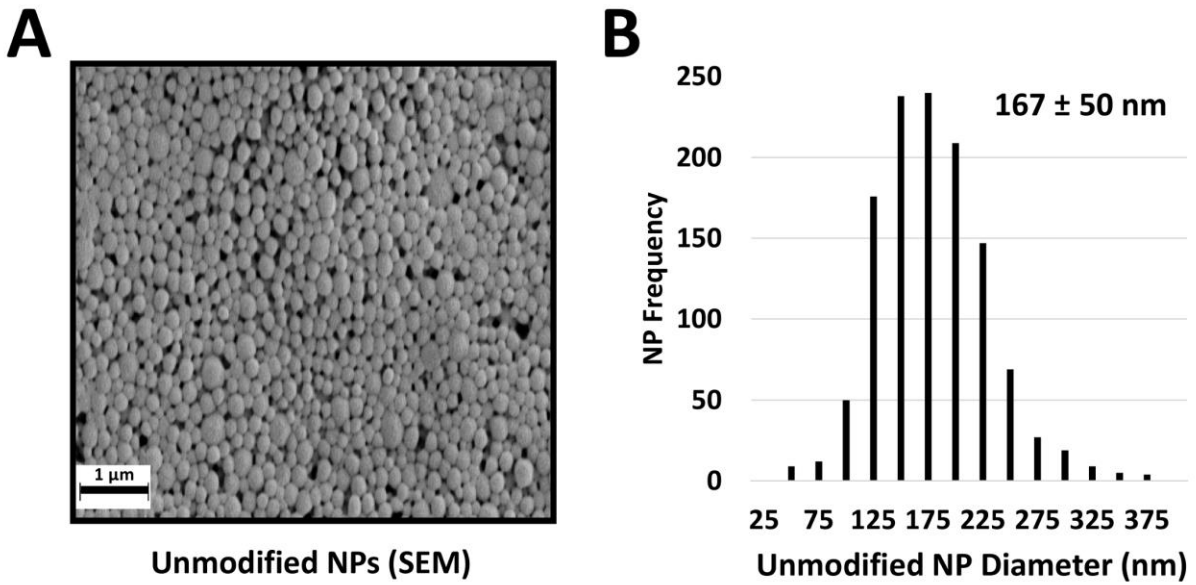 A
B
1 µm
Unmodified NPs (SEM)
167 ± 50 nm
NP Frequency
250
200
150
100
50
0
25 75 125 175 225 275 325 375
Unmodified NP Diameter (nm)